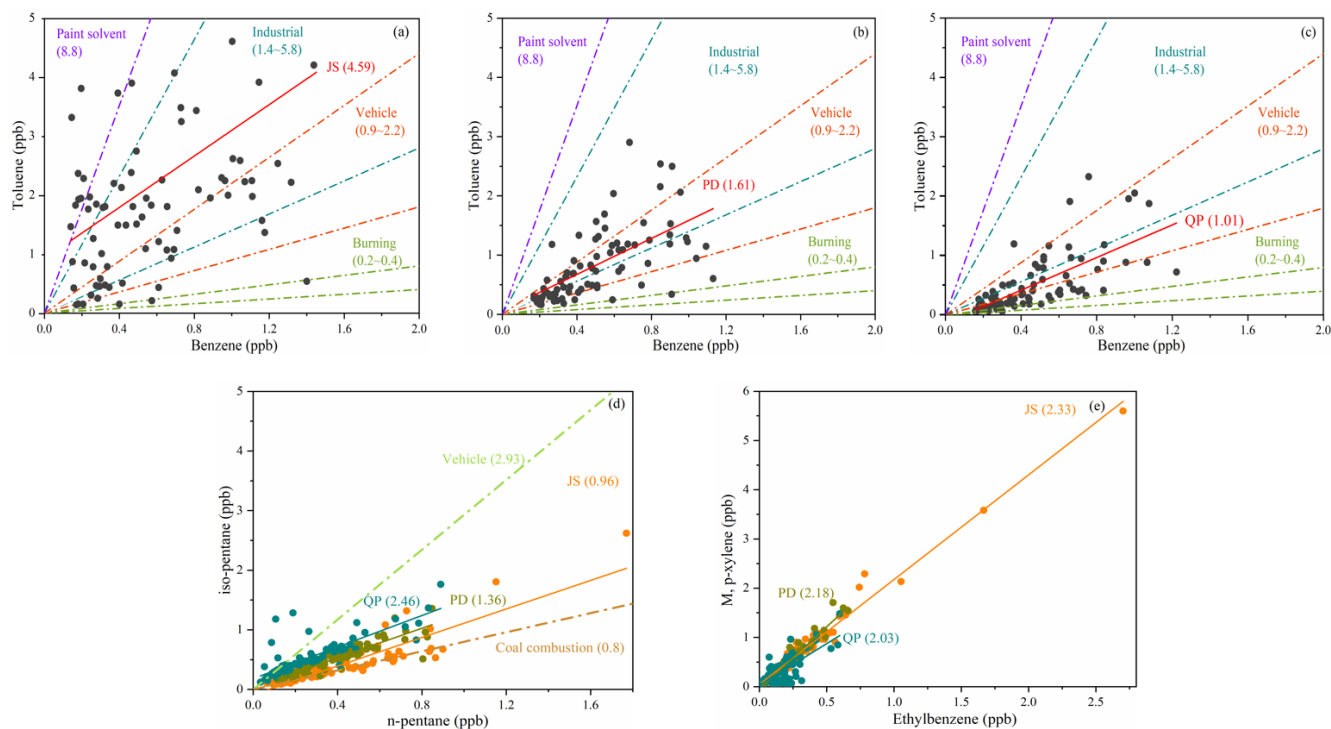 (a)
Paint solvent
(8.8)
Industrial
(1.4~5.8)
JS (4.59)
Vehicle
(0.9~2.2)
Burning
(0.2~0.4)
Toluene (ppb)
5
4
3
2
1
0
0.0 0.4 0.8 1.2 1.6 2.0
Benzene (ppb)
(b)
Paint solvent
(8.8)
Industrial
(1.4~5.8)
Vehicle
(0.9~2.2)
PD (1.61)
Burning
(0.2~0.4)
Toluene (ppb)
5
4
3
2
1
0
0.0 0.4 0.8 1.2 1.6 2.0
Benzene (ppb)
(c)
Paint solvent
(8.8)
Industrial
(1.4~5.8)
Vehicle
(0.9~2.2)
QP (1.01)
Burning
(0.2~0.4)
Toluene (ppb)
5
4
3
2
1
0
0.0 0.4 0.8 1.2 1.6 2.0
Benzene (ppb)
(d)
Vehicle (2.93)
JS (0.96)
QP (2.46)
PD (1.36)
Coal combustion (0.8)
iso-pentane (ppb)
5
4
3
2
1
0
0.0 0.4 0.8 1.2 1.6
n-pentane (ppb)
(e)
JS (2.33)
PD (2.18)
QP (2.03)
M, p-xylene (ppb)
6
5
4
3
2
1
0
0.0 0.5 1.0 1.5 2.0 2.5
Ethylbenzene (ppb)